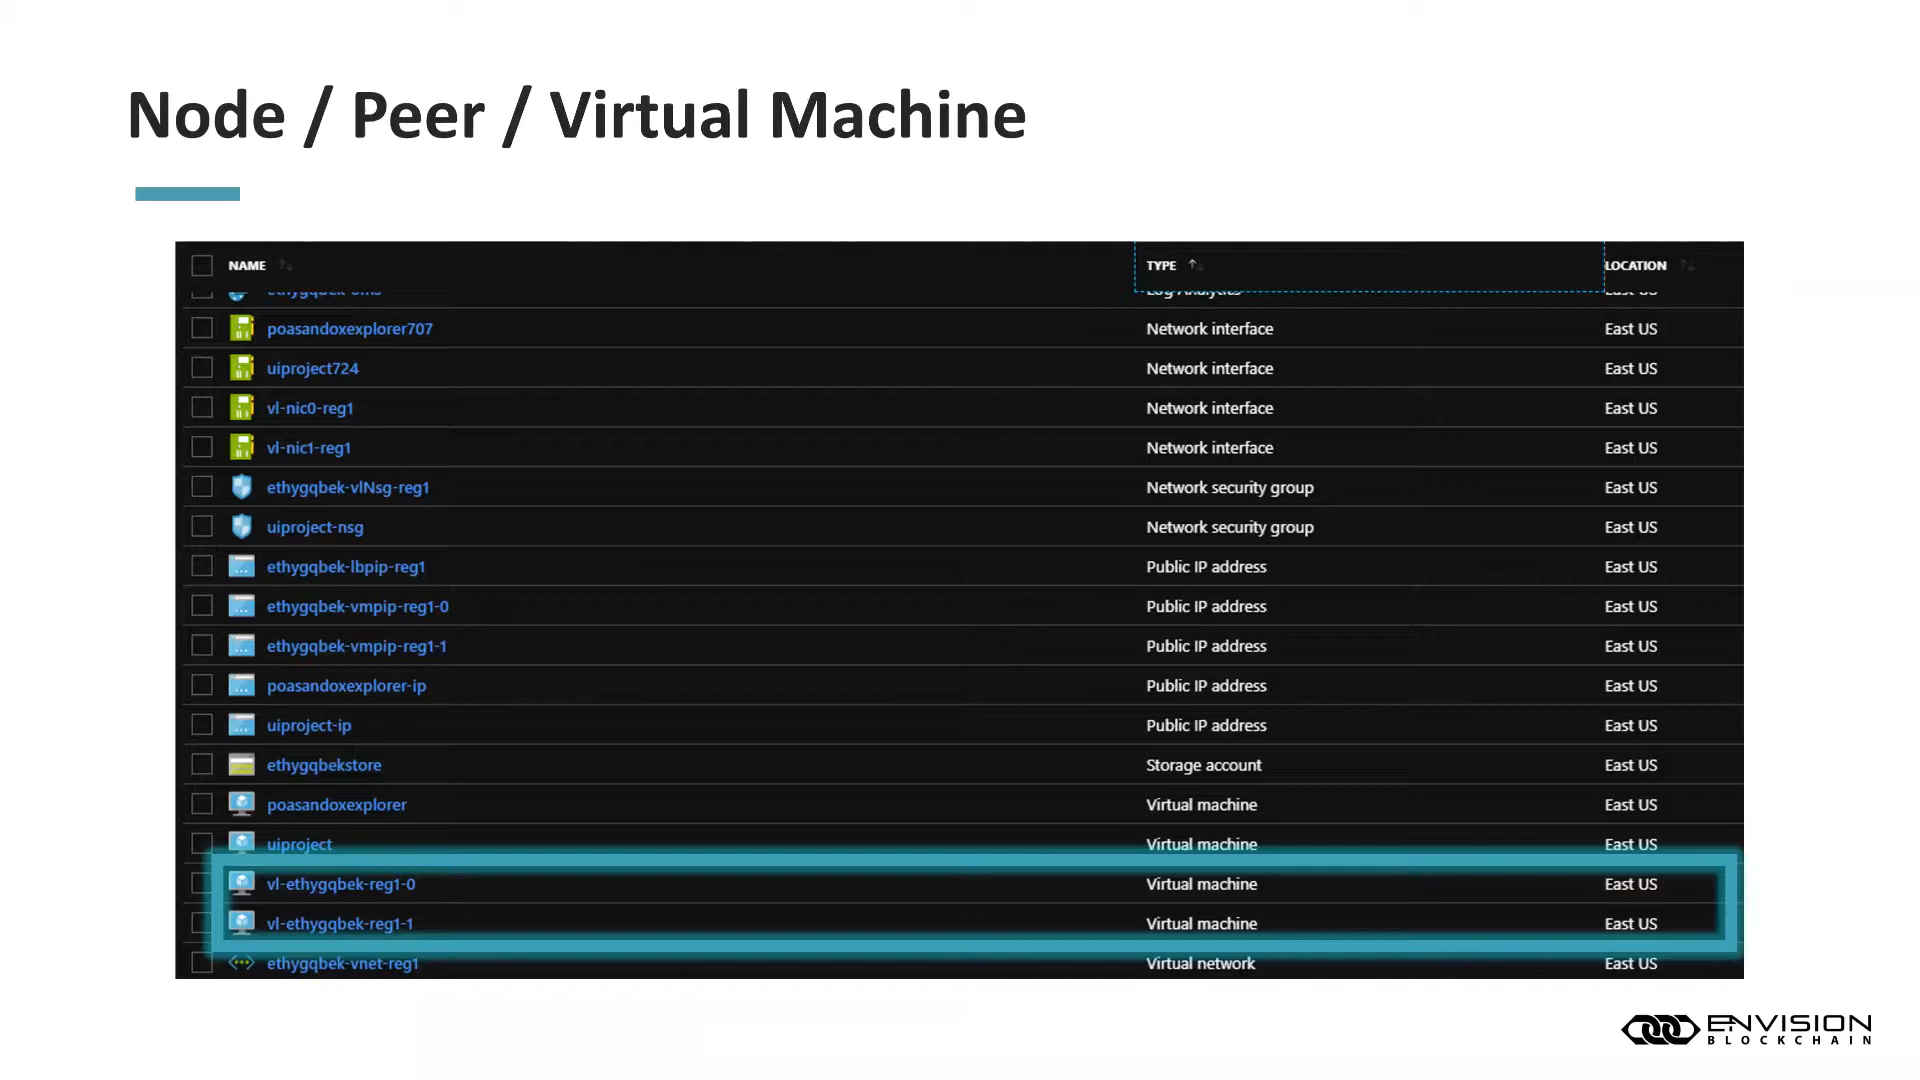 Node / Peer / Virtual Machine
NAME TYPE LOCATION
ethygqbek-oms Log Analytics East US
poasandoxexplorer707 Network interface East US
uiproject724 Network interface East US
vl-nic0-reg1 Network interface East US
vl-nic1-reg1 Network interface East US
ethygqbek-vlNsg-reg1 Network security group East US
uiproject-nsg Network security group East US
ethygqbek-lbpip-reg1 Public IP address East US
ethygqbek-vmpip-reg1-0 Public IP address East US
ethygqbek-vmpip-reg1-1 Public IP address East US
poasandoxexplorer-ip Public IP address East US
uiproject-ip Public IP address East US
ethygqbekstore Storage account East US
poasandoxexplorer Virtual machine East US
uiproject Virtual machine East US
vl-ethygqbek-reg1-0 Virtual machine East US
vl-ethygqbek-reg1-1 Virtual machine East US
ethygqbek-vnet-reg1 Virtual network East US
ENVISION
BLOCKCHAIN